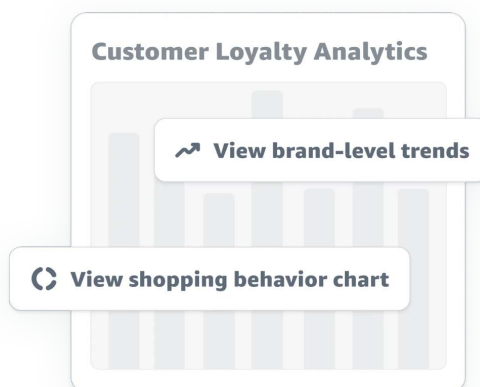 Customer Loyalty Analytics
View brand-level trends
View shopping behavior chart